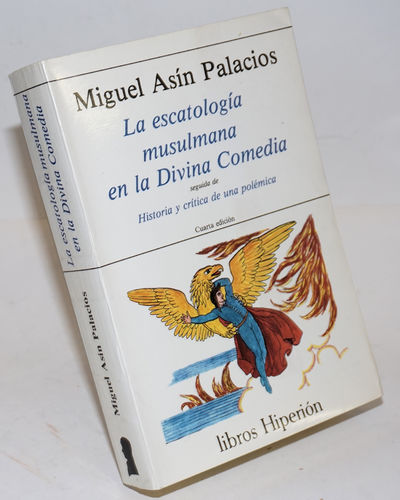 Miguel Asín Palacios
La escatología
musulmana
en la Divina Comedia
seguida de
Historia y crítica de una polémica
Cuarta edición
libros Hiperión
La escatología musulmana
en la Divina Comedia
Miguel Asín Palacios